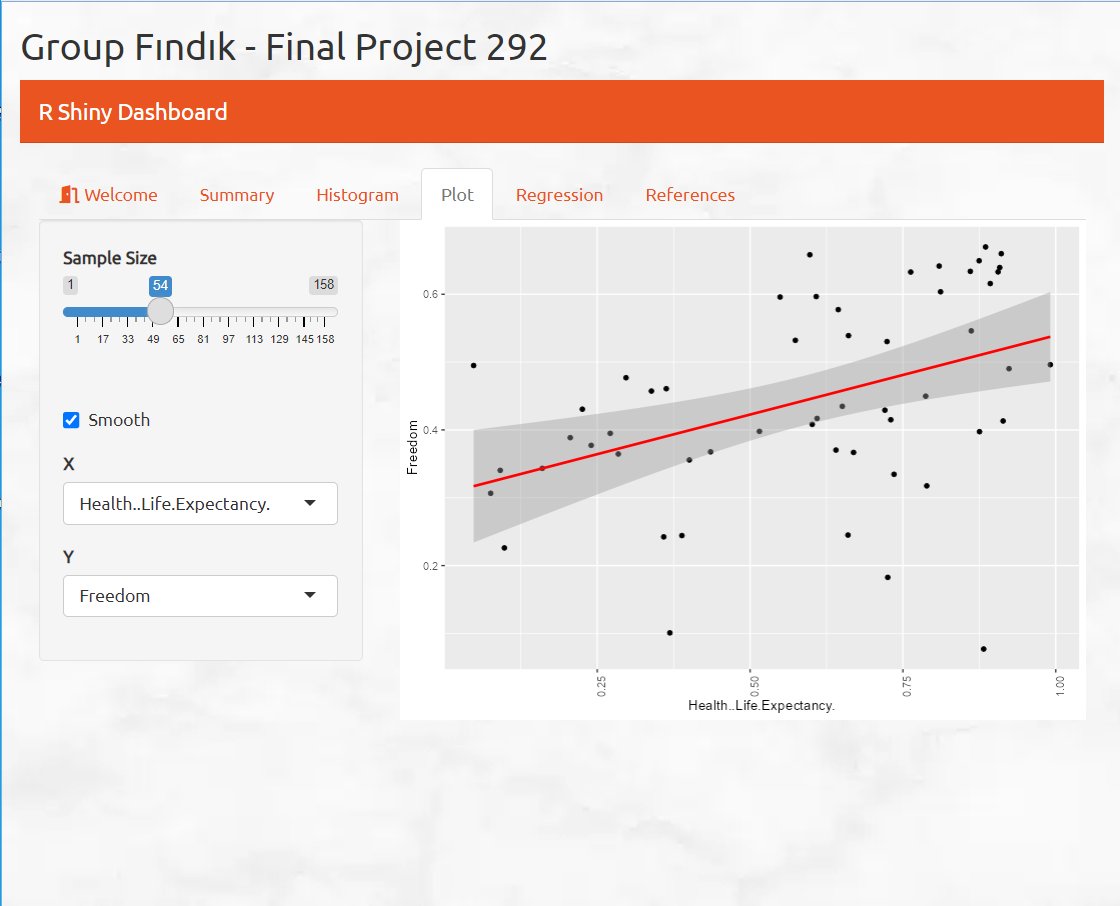 Group Fındık - Final Project 292
R Shiny Dashboard
Welcome Summary Histogram Plot Regression References
Sample Size
1 54 158
1 17 33 49 65 81 97 113 129 145 158
Smooth
X
Health..Life.Expectancy.
Y
Freedom
0.6
0.4
0.2
Freedom
0.25 0.50 0.75 1.00
Health..Life.Expectancy.